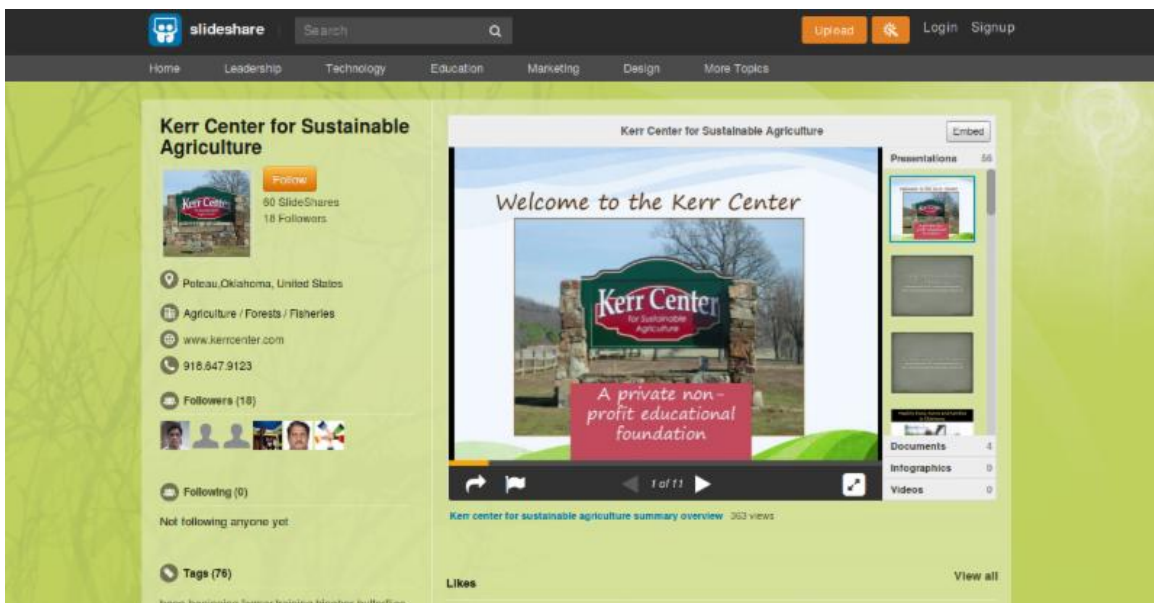 slideshare
Search
Upload
Login Signup
Home Leadership Technology Education Marketing Design More Topics
Kerr Center for Sustainable
Agriculture
Kerr Center
Follow
60 SlideShares
18 Followers
Poteau,Oklahoma, United States
Agriculture / Forests / Fisheries
www.kerrcenter.com
918.647.9123
Followers (18)
Following (0)
Not following anyone yet
Tags (76)
Kerr Center for Sustainable Agriculture
Embed
Welcome to the Kerr Center
Kerr Center
for Sustainable
Agriculture
A private non-
profit educational
foundation
1 of 11
Presentations 56
Documents 4
Infographics 0
Videos 0
Kerr center for sustainable agriculture summary overview 363 views
Likes
View all